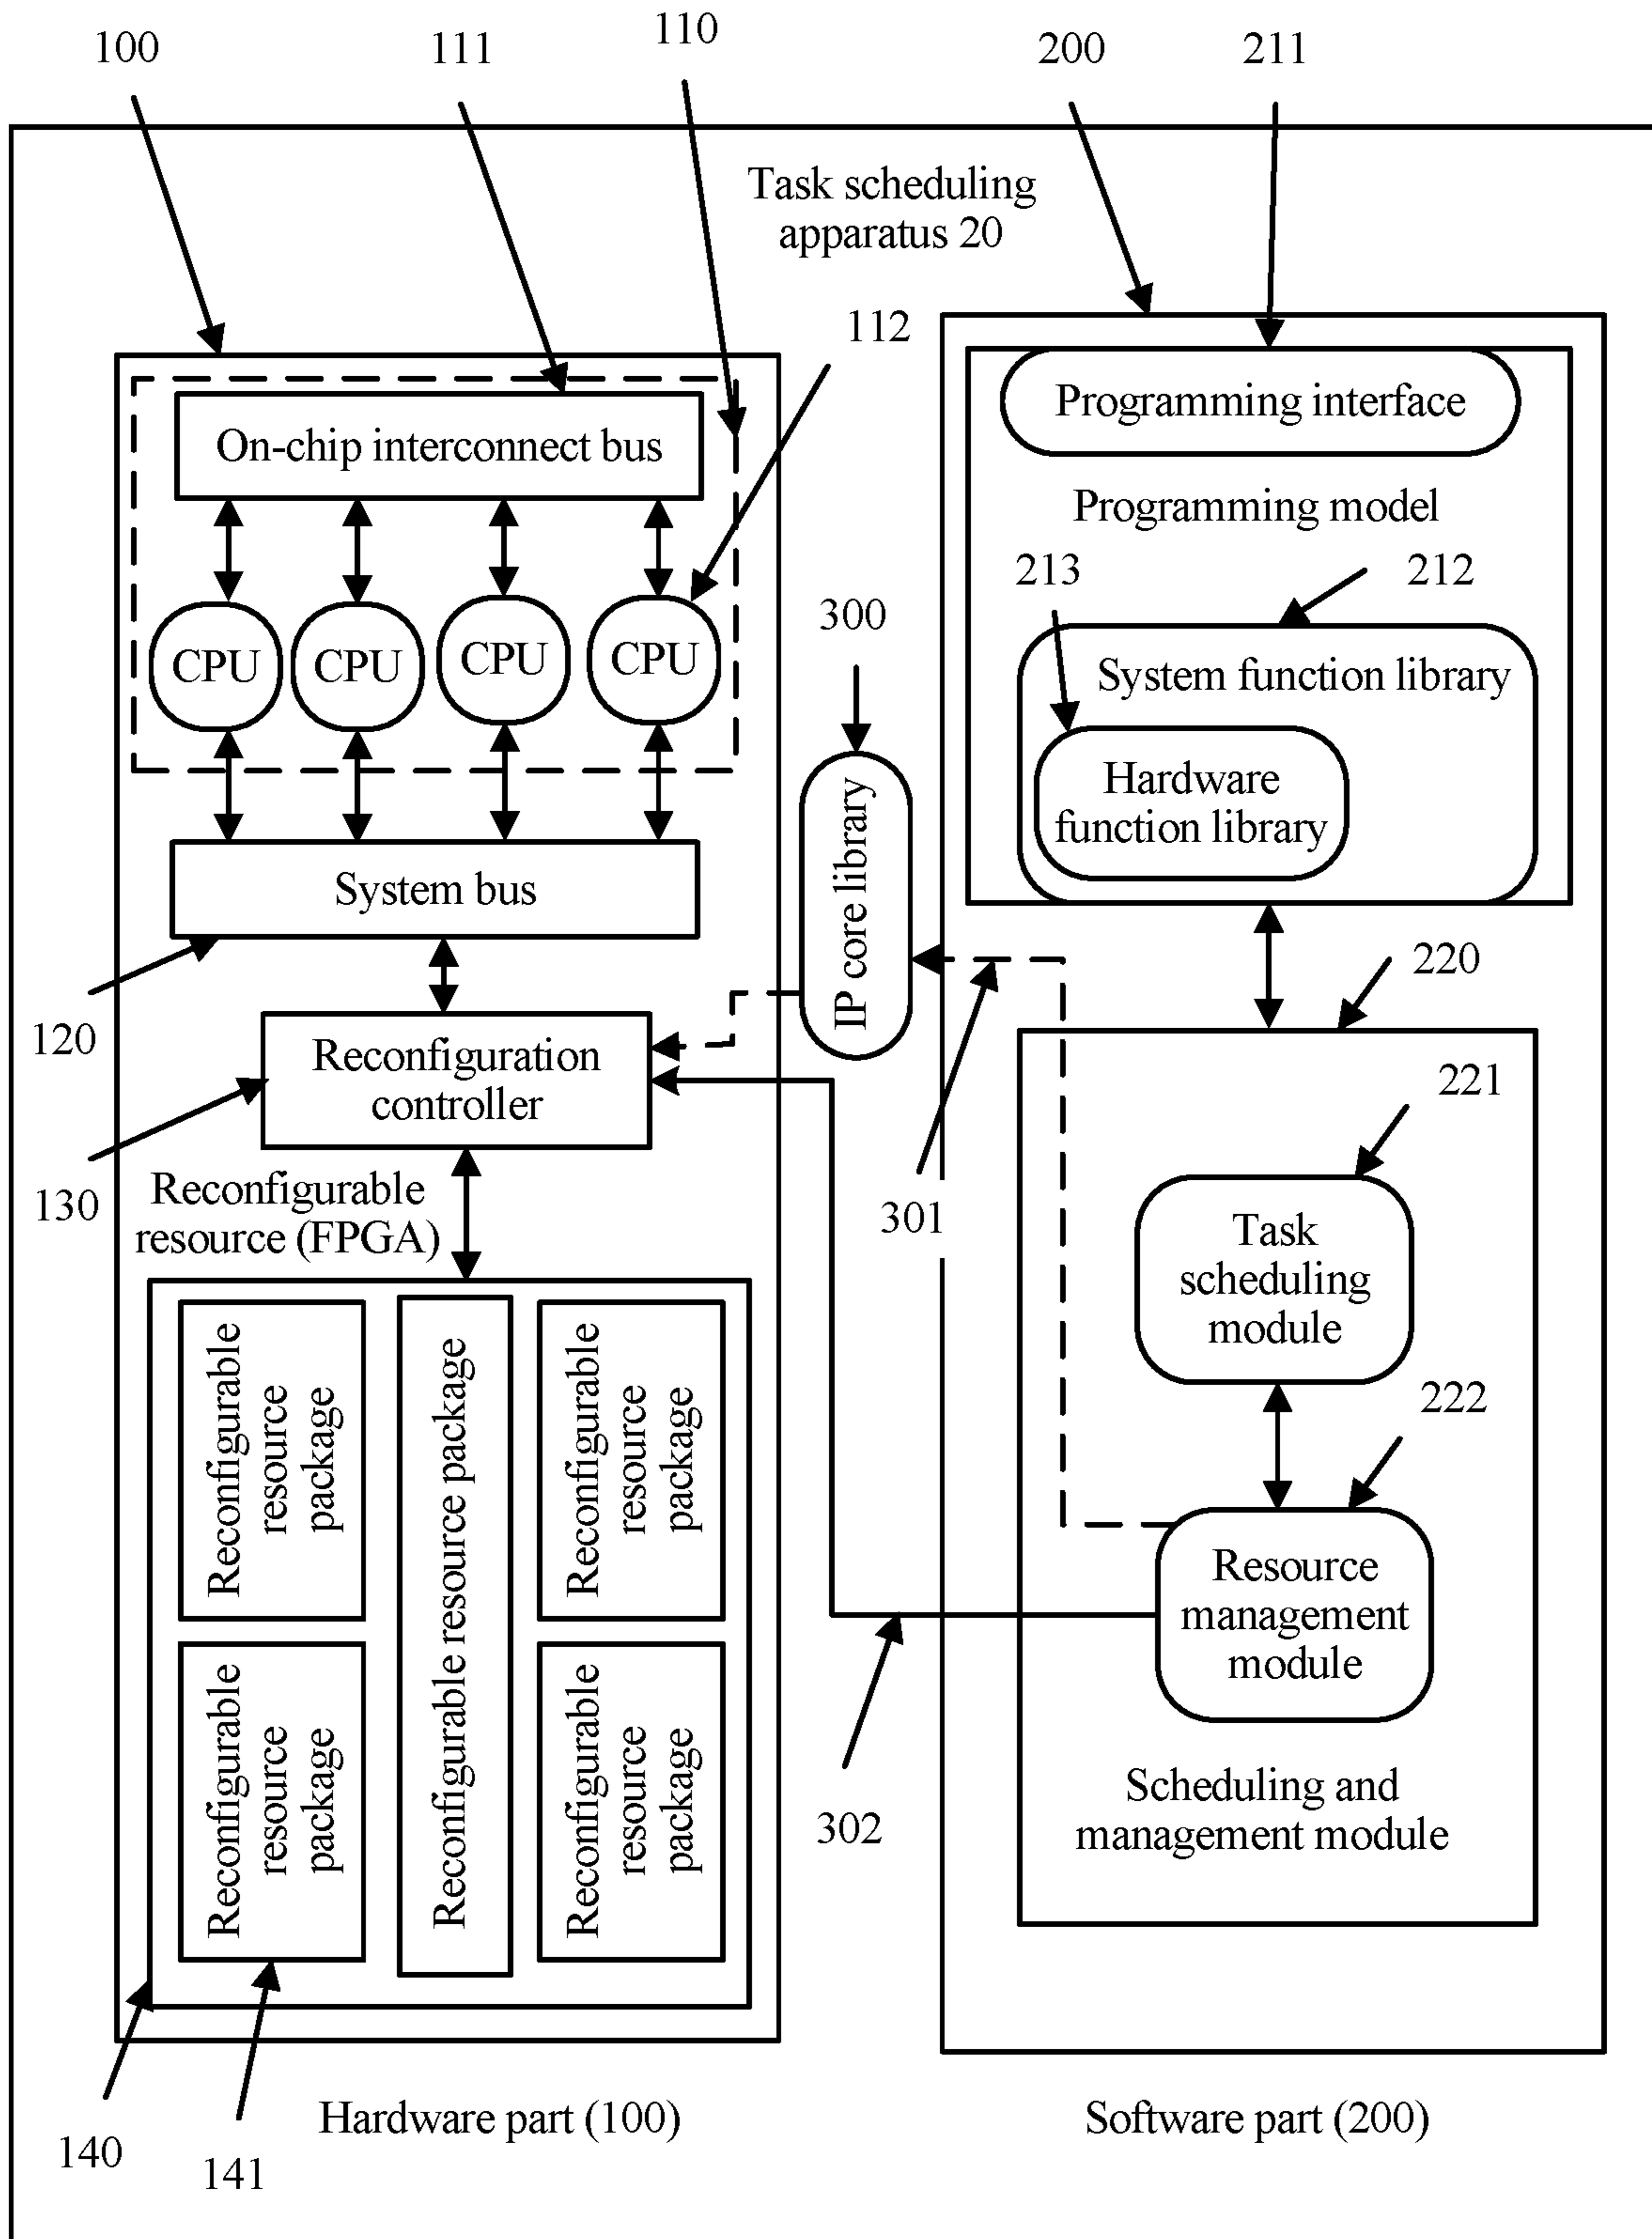 100
111
110
200
211
Task scheduling
apparatus 20
112
On-chip interconnect bus
CPU
CPU
CPU
CPU
System bus
120
Reconfiguration
controller
130
Reconfigurable
resource (FPGA)
Reconfigurable
resource
package
Reconfigurable resource package
Reconfigurable
resource
package
Reconfigurable
resource
package
Reconfigurable
resource
package
140
141
Hardware part (100)
300
IP core library
301
302
Programming interface
Programming model
213
212
System function library
Hardware
function library
220
221
Task
scheduling
module
222
Resource
management
module
Scheduling and
management module
Software part (200)